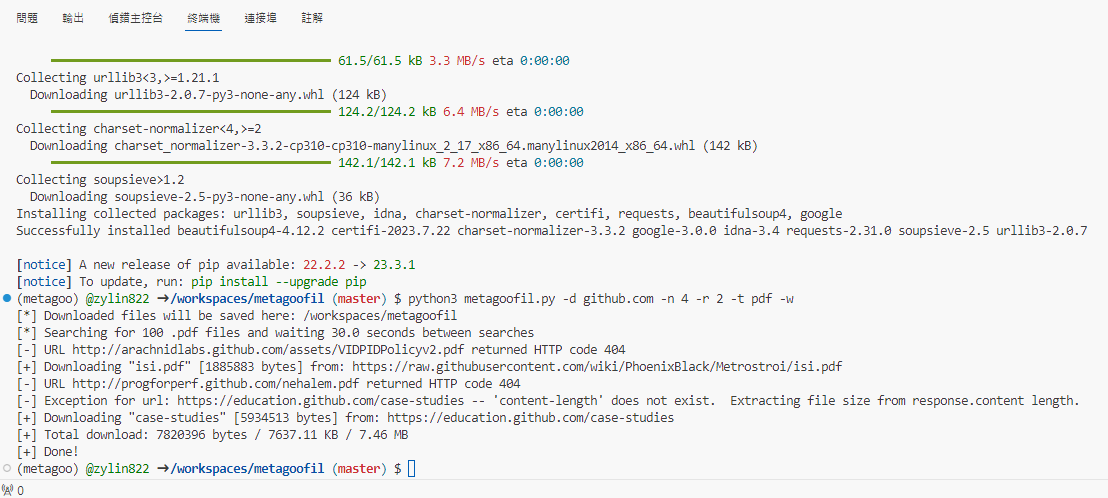 問題 輸出 偵錯主控台 終端機 連接埠 註解
61.5/61.5 kB 3.3 MB/s eta 0:00:00
Collecting urllib3<3,>=1.21.1
Downloading urllib3-2.0.7-py3-none-any.whl (124 kB)
124.2/124.2 kB 6.4 MB/s eta 0:00:00
Collecting charset-normalizer<4,>=2
Downloading charset_normalizer-3.3.2-cp310-cp310-manylinux_2_17_x86_64.manylinux2014_x86_64.whl (142 kB)
142.1/142.1 kB 7.2 MB/s eta 0:00:00
Collecting soupsieve>1.2
Downloading soupsieve-2.5-py3-none-any.whl (36 kB)
Installing collected packages: urllib3, soupsieve, idna, charset-normalizer, certifi, requests, beautifulsoup4, google
Successfully installed beautifulsoup4-4.12.2 certifi-2023.7.22 charset-normalizer-3.3.2 google-3.0.0 idna-3.4 requests-2.31.0 soupsieve-2.5 urllib3-2.0.7
[notice] A new release of pip available: 22.2.2 -> 23.3.1
[notice] To update, run: pip install --upgrade pip
(metagoo) @zylin822 ➜/workspaces/metagoofil (master) $ python3 metagoofil.py -d github.com -n 4 -r 2 -t pdf -w
[*] Downloaded files will be saved here: /workspaces/metagoofil
[*] Searching for 100 .pdf files and waiting 30.0 seconds between searches
[-] URL http://arachnidlabs.github.com/assets/VIDPIDPolicyv2.pdf returned HTTP code 404
[+] Downloading "isi.pdf" [1885883 bytes] from: https://raw.githubusercontent.com/wiki/PhoenixBlack/Metrostroi/isi.pdf
[-] URL http://progforperf.github.com/nehalem.pdf returned HTTP code 404
[-] Exception for url: https://education.github.com/case-studies -- 'content-length' does not exist.  Extracting file size from response.content length.
[+] Downloading "case-studies" [5934513 bytes] from: https://education.github.com/case-studies
[+] Total download: 7820396 bytes / 7637.11 KB / 7.46 MB
[+] Done!
(metagoo) @zylin822 ➜/workspaces/metagoofil (master) $
0